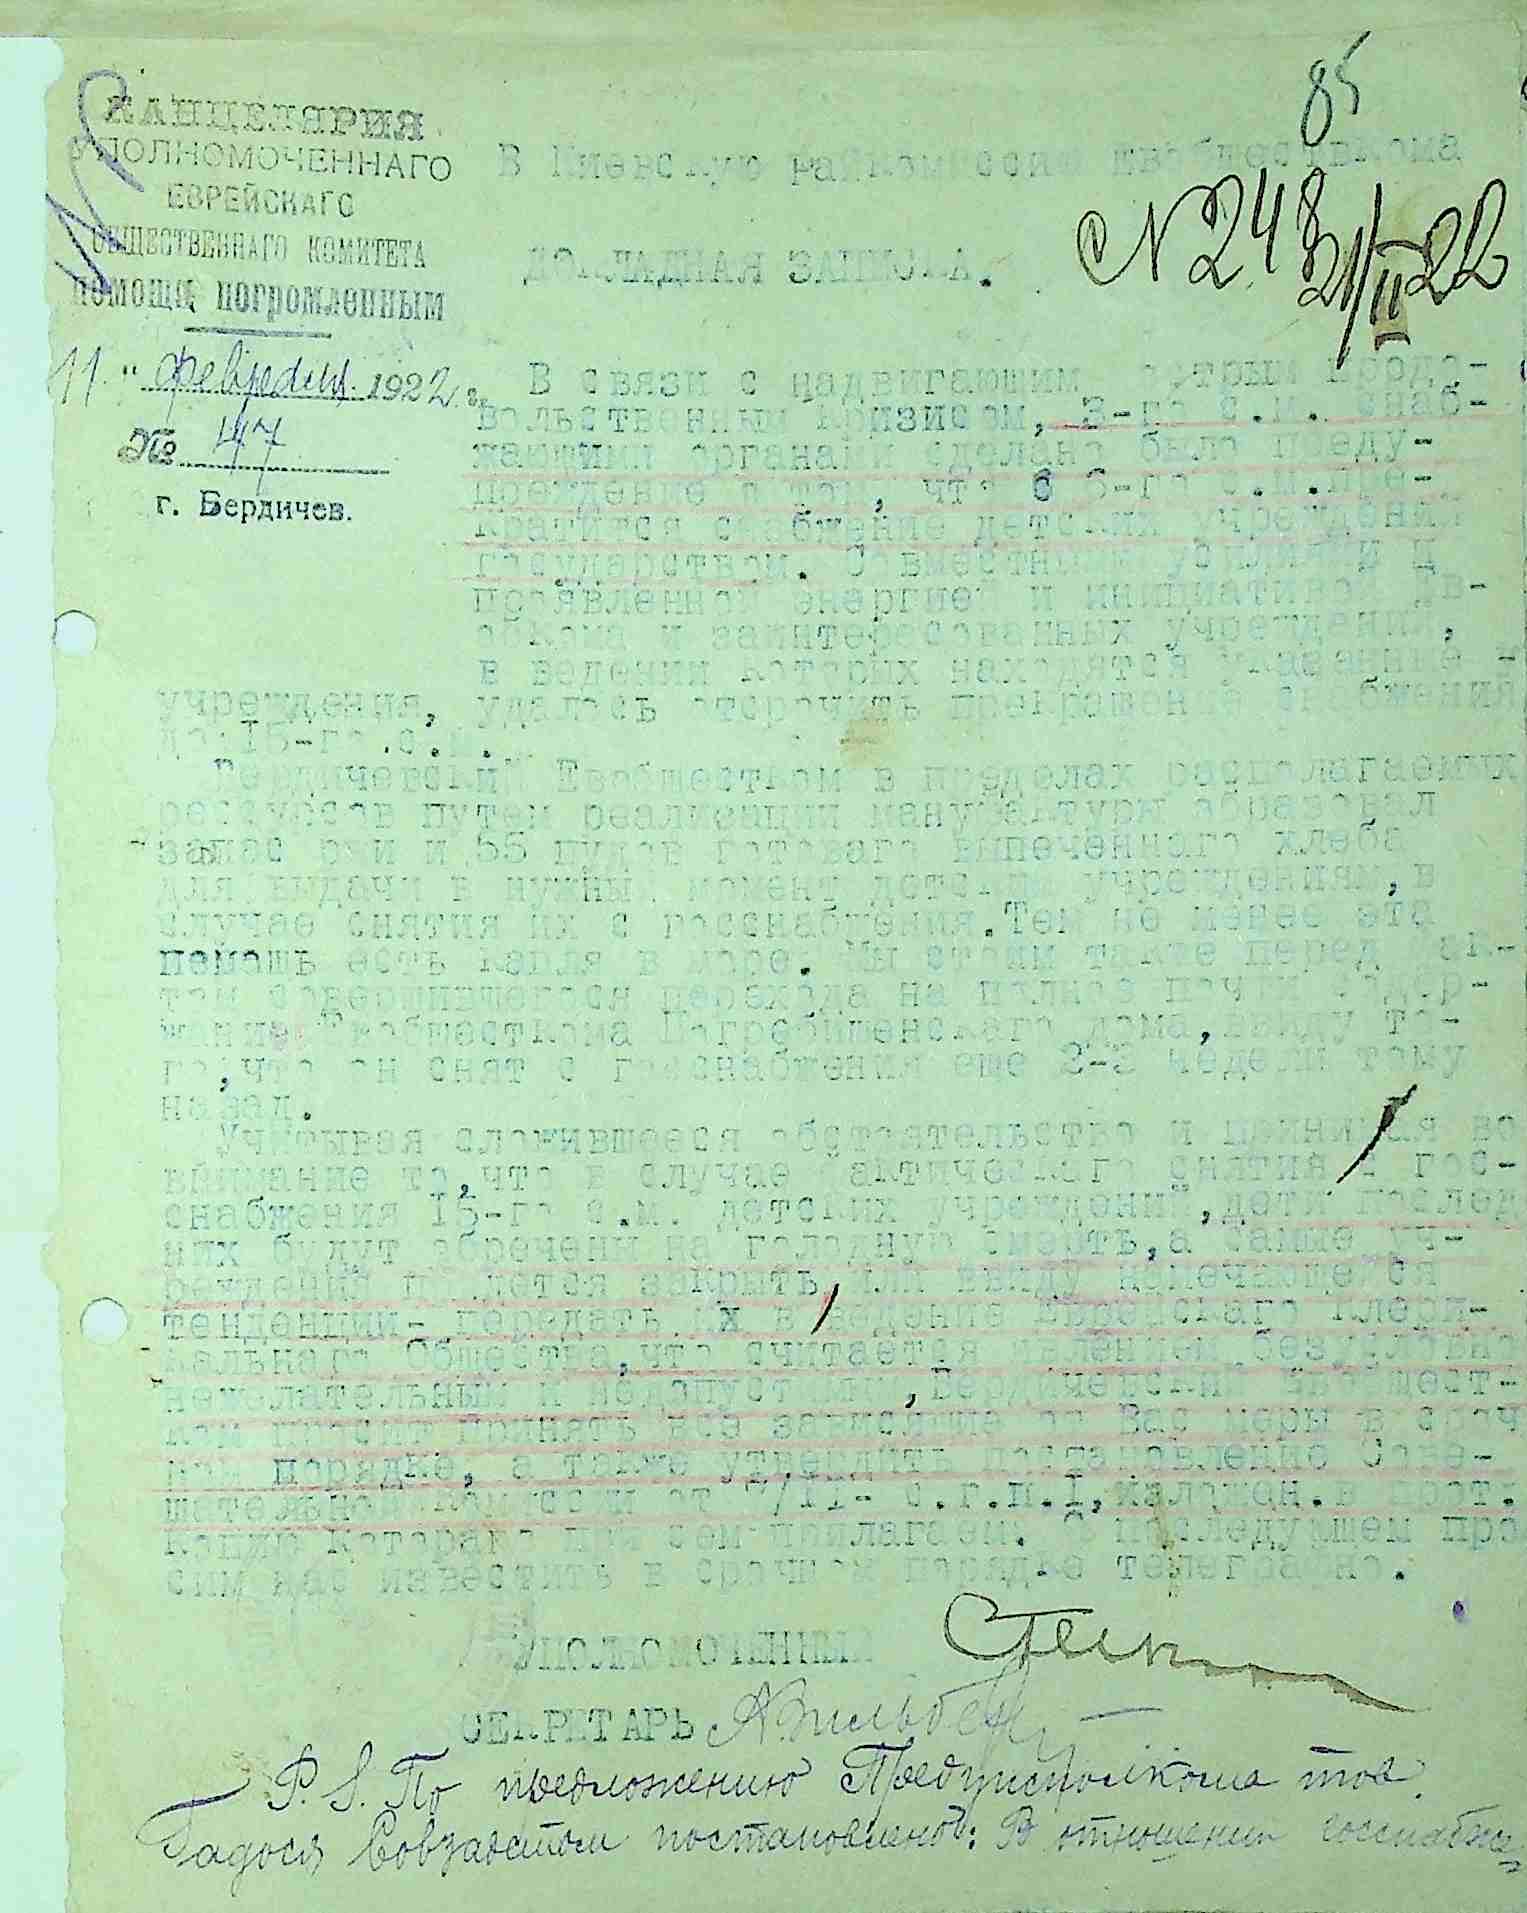 85
КАНЦЕЛЯРИЯ
УПОЛНОМОЧЕННАГО
ЕВРЕЙСКАГО
ОБЩЕСТВЕННАГО КОМИТЕТА
ПОМОЩИ ПОГРОМЛЕННЫМ
"11" февраля 1922 г.
№ 47
г. Бердичев.
В Киевскую райкомиссию Евобщесткома
N 248 21/II 22
ДОКЛАДНАЯ ЗАПИСКА.
В связи с надвигающимся острым продо-
вольственным кризисом, 3-го с.м. снаб-
жающими органами сделано было преду-
преждение о том, что с 6-го с.м. пре-
кратится снабжение детских учреждений
государством. Совместными усилиями и
проявленной энергией и инициативой Ев-
обкома и заинтересованных учреждений,
в ведении которых находятся указанные
учреждения, удалось отсрочить прекращение снабжения
до 15-го с.м.
Бердичевский Евобщестком в пределах располагаемых
рессурсов путем реализации мануфактуры образовал
запас ржи и 55 пудов готоваго выпеченнаго хлеба
для выдачи в нужный момент детским учреждениям, в
случае снятия их с госснабжения. Тем не менее эта
помощь есть капля в море. Мы стоим также перед фак-
том совершившегося перехода на полное почти содер-
жание Евобщесткома Погребищенскаго дома, ввиду то-
го, что он снят с госснабжения еще 2-3 недели тому
назад.
Учитывая сложившееся обстоятельство и принимая во
внимание то, что в случае фактическаго снятия с гос-
снабжения 15-го с.м. детских учреждений, дети послед
них будут обречены на голодную смерть, а самые уч-
реждения придется закрыть, или ввиду намечающейся
тенденции- передать их в ведение Еврейскаго Клери-
кальнаго Общества, что считается явлением безусловно
нежелательным и недопустимым, Бердичевский Евобщест-
ком просит принять все зависящие от Вас меры в сроч
ном порядке, а также утвердить постановление Сове-
щательной комиссии от 7/II- с.г.п.I, изложен. в прот.
копию котораго при сем прилагаем. О последующем про
сим нас известить в срочном порядке телеграфно.
УПОЛНОМОЧЕННЫЙ
СЕКРЕТАРЬ
P. S. По предложению Предуисполкома тов.
Гадося Совзавотом постановлено: В отношении госснабже